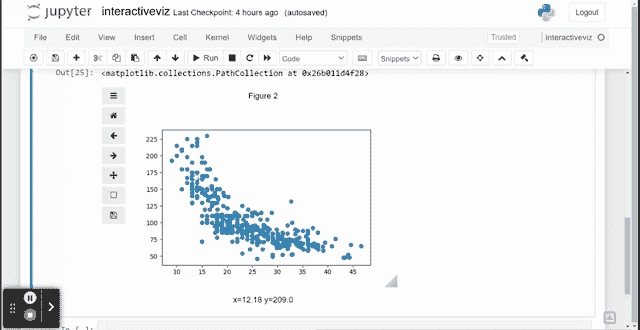 jupyter interactiveviz Last Checkpoint: 4 hours ago (autosaved) Logout
File Edit View Insert Cell Kernel Widgets Help Snippets Trusted interactiveviz
Run Code Snippets
Out[25]: <matplotlib.collections.PathCollection at 0x26b011d4f28>
Figure 2
225
200
175
150
125
100
75
50
10 15 20 25 30 35 40 45
x=12.18 y=209.0